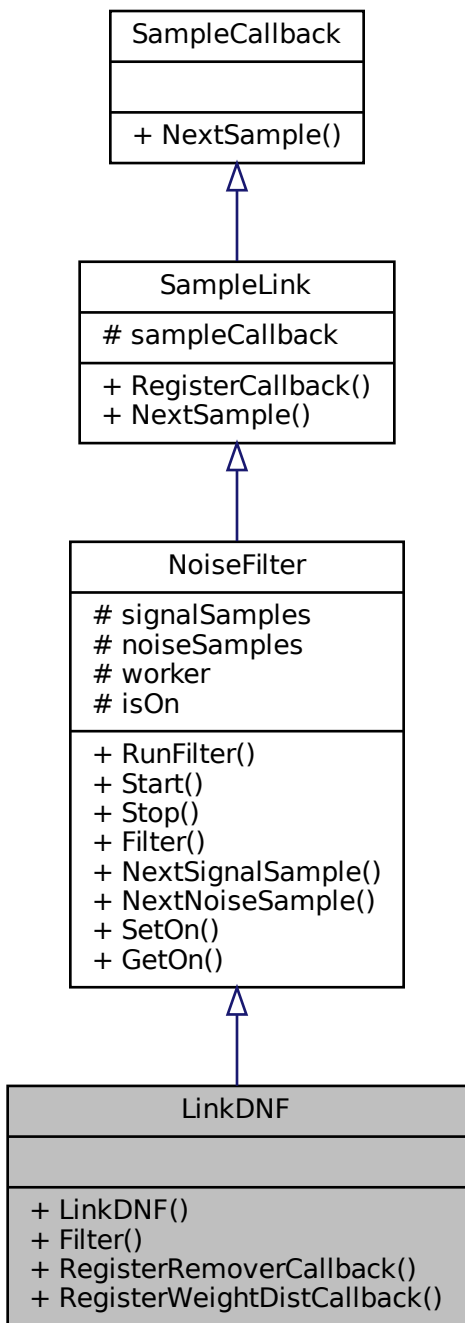 SampleCallback
+ NextSample()
SampleLink
# sampleCallback
+ RegisterCallback()
+ NextSample()
NoiseFilter
# signalSamples
# noiseSamples
# worker
# isOn
+ RunFilter()
+ Start()
+ Stop()
+ Filter()
+ NextSignalSample()
+ NextNoiseSample()
+ SetOn()
+ GetOn()
LinkDNF
+ LinkDNF()
+ Filter()
+ RegisterRemoverCallback()
+ RegisterWeightDistCallback()